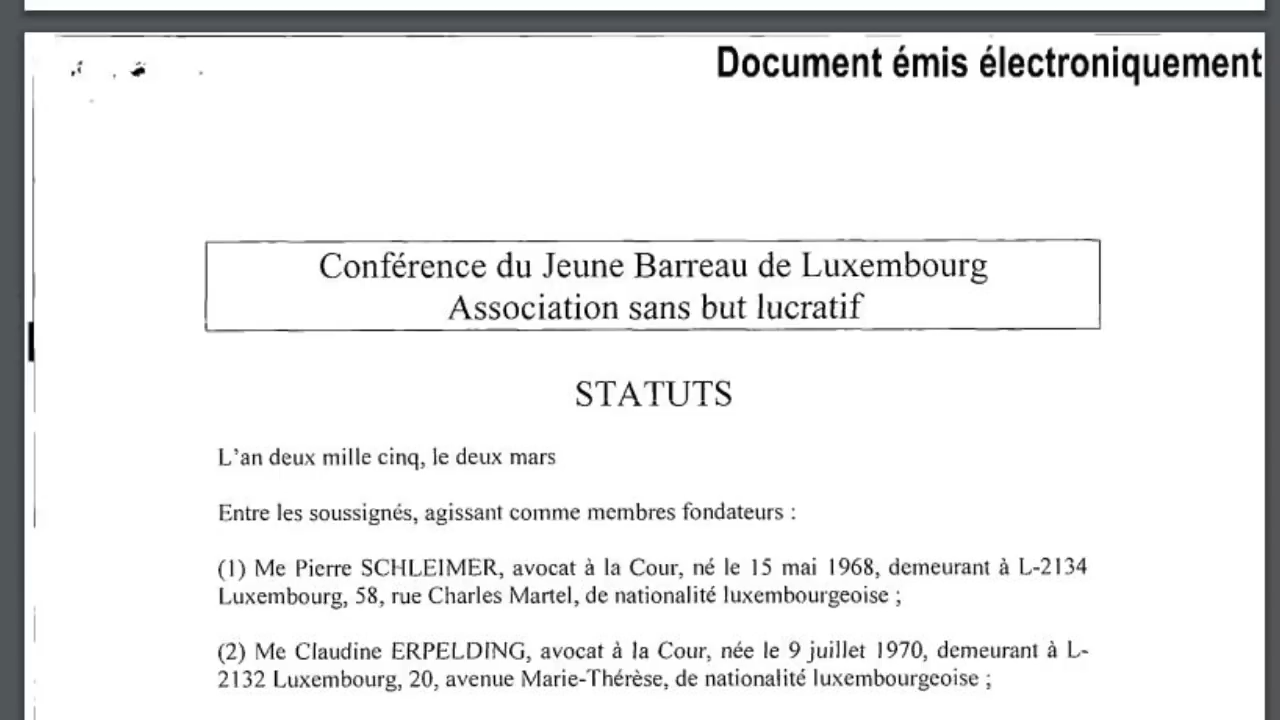 Document émis électroniquement
Conférence du Jeune Barreau de Luxembourg
Association sans but lucratif
STATUTS
L'an deux mille cinq, le deux mars
Entre les soussignés, agissant comme membres fondateurs :
(1) Me Pierre SCHLEIMER, avocat à la Cour, né le 15 mai 1968, demeurant à L-2134
Luxembourg, 58, rue Charles Martel, de nationalité luxembourgeoise ;
(2) Me Claudine ERPELDING, avocat à la Cour, née le 9 juillet 1970, demeurant à L-
2132 Luxembourg, 20, avenue Marie-Thérèse, de nationalité luxembourgeoise ;